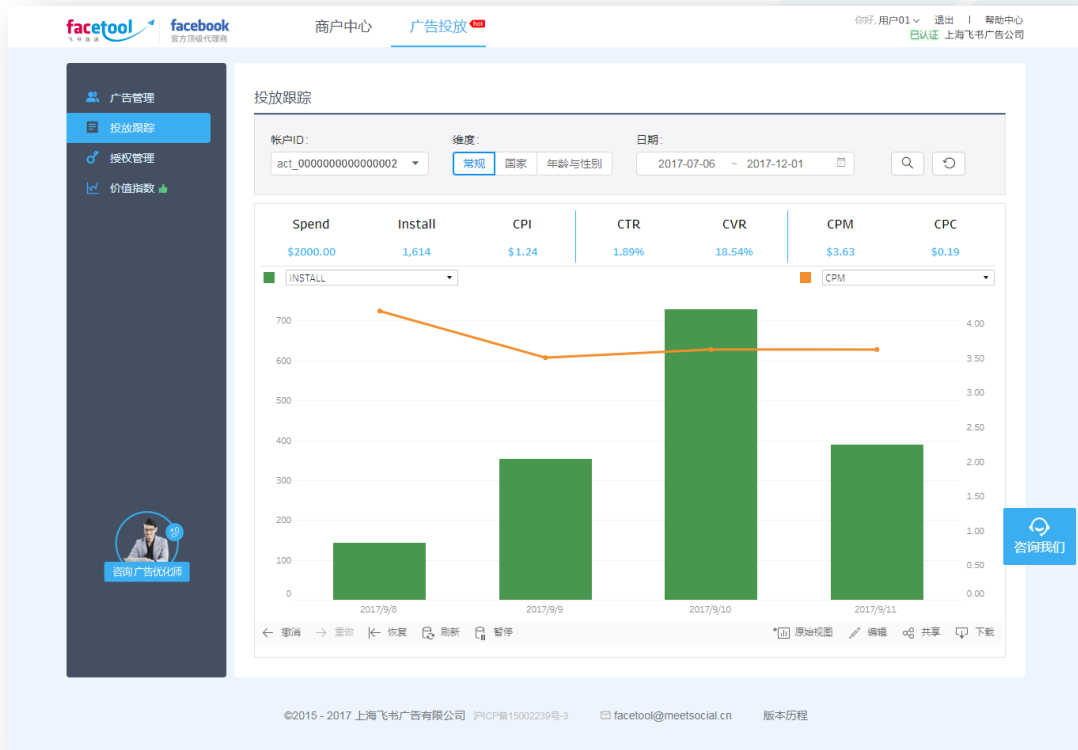 facetool
飞书逍遥
facebook
官方顶级代理商
商户中心
广告投放 hot
你好, 用户01 退出 | 帮助中心
已认证 上海飞书广告公司
广告管理
投放跟踪
授权管理
价值指数
咨询广告优化师
投放跟踪
帐户ID:
维度:
日期:
act_0000000000000002
常规 国家 年龄与性别
2017-07-06 ~ 2017-12-01
Spend Install CPI CTR CVR CPM CPC
$2000.00 1,614 $1.24 1.89% 18.54% $3.63 $0.19
INSTALL
CPM
700
600
500
400
300
200
100
0
4.00
3.50
3.00
2.50
2.00
1.50
1.00
0.50
0.00
2017/9/8 2017/9/9 2017/9/10 2017/9/11
撤消 重做 恢复 刷新 暂停
原始视图 编辑 共享 下载
咨询我们
©2015 - 2017 上海飞书广告有限公司 沪ICP备15002239号-3 facetool@meetsocial.cn 版本历程